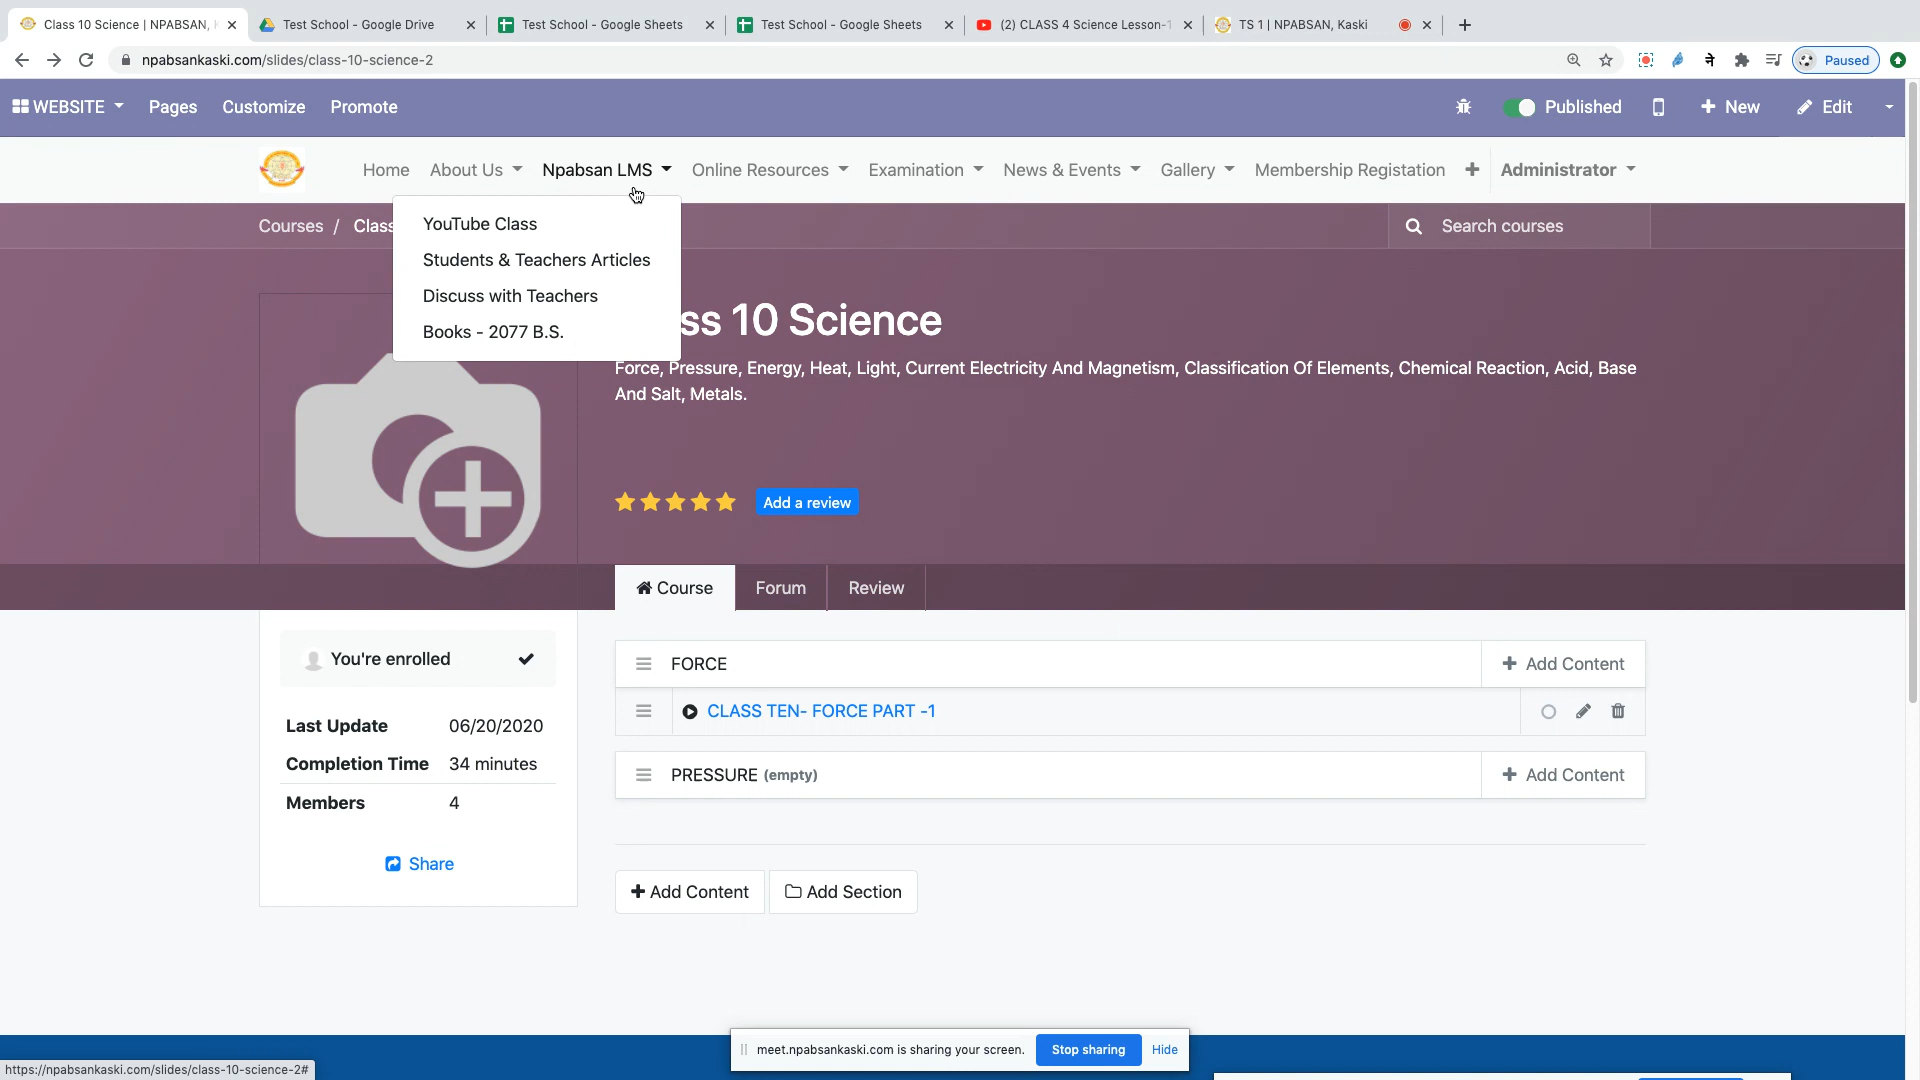 Class 10 Science | NPABSAN, K
Test School - Google Drive
Test School - Google Sheets
Test School - Google Sheets
(2) CLASS 4 Science Lesson-1
TS 1 | NPABSAN, Kaski
npabsankaski.com/slides/class-10-science-2
ने
Paused
WEBSITE
Pages
Customize
Promote
Published
New
Edit
Home
About Us
Npabsan LMS
Online Resources
Examination
News & Events
Gallery
Membership Registation
Administrator
Courses / Class
Search courses
YouTube Class
Students & Teachers Articles
Discuss with Teachers
Books - 2077 B.S.
ss 10 Science
Force, Pressure, Energy, Heat, Light, Current Electricity And Magnetism, Classification Of Elements, Chemical Reaction, Acid, Base
And Salt, Metals.
Add a review
Course
Forum
Review
You're enrolled
Last Update 06/20/2020
Completion Time 34 minutes
Members 4
Share
FORCE
Add Content
CLASS TEN- FORCE PART -1
PRESSURE (empty)
Add Content
Add Content
Add Section
meet.npabsankaski.com is sharing your screen.
Stop sharing
Hide
https://npabsankaski.com/slides/class-10-science-2#